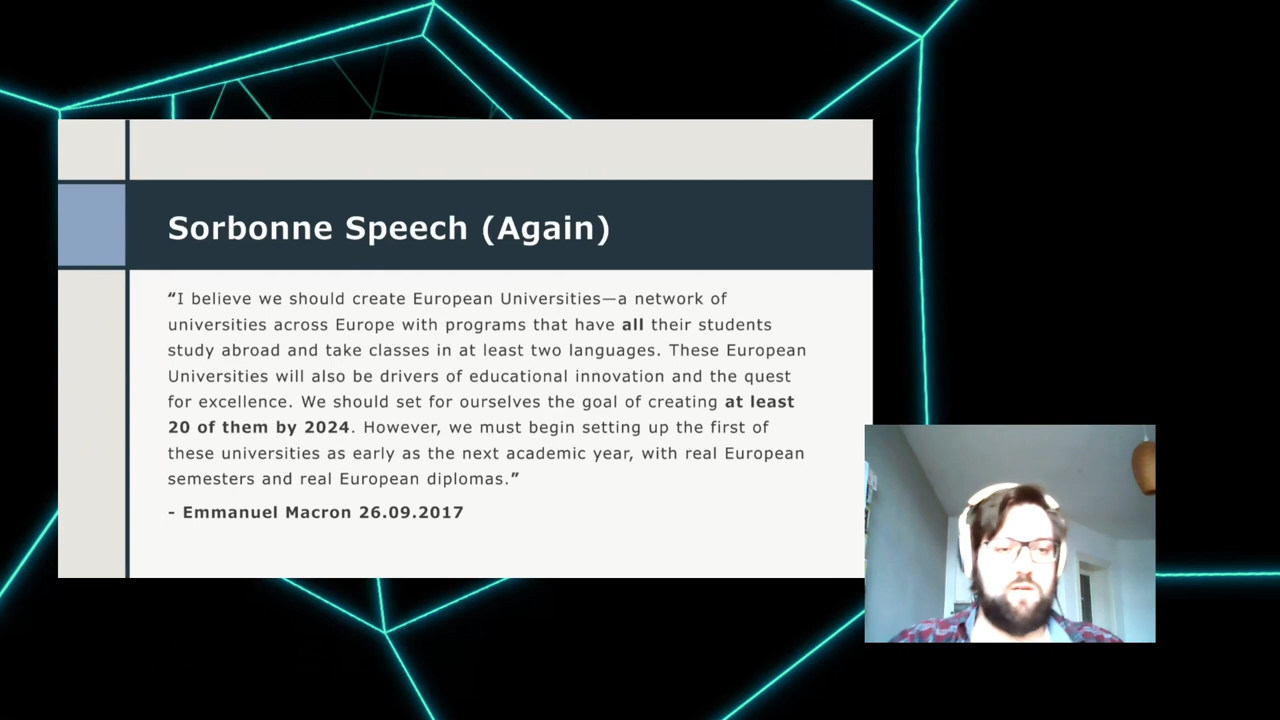 Sorbonne Speech (Again)
“I believe we should create European Universities—a network of
universities across Europe with programs that have all their students
study abroad and take classes in at least two languages. These European
Universities will also be drivers of educational innovation and the quest
for excellence. We should set for ourselves the goal of creating at least
20 of them by 2024. However, we must begin setting up the first of
these universities as early as the next academic year, with real European
semesters and real European diplomas.”
- Emmanuel Macron 26.09.2017